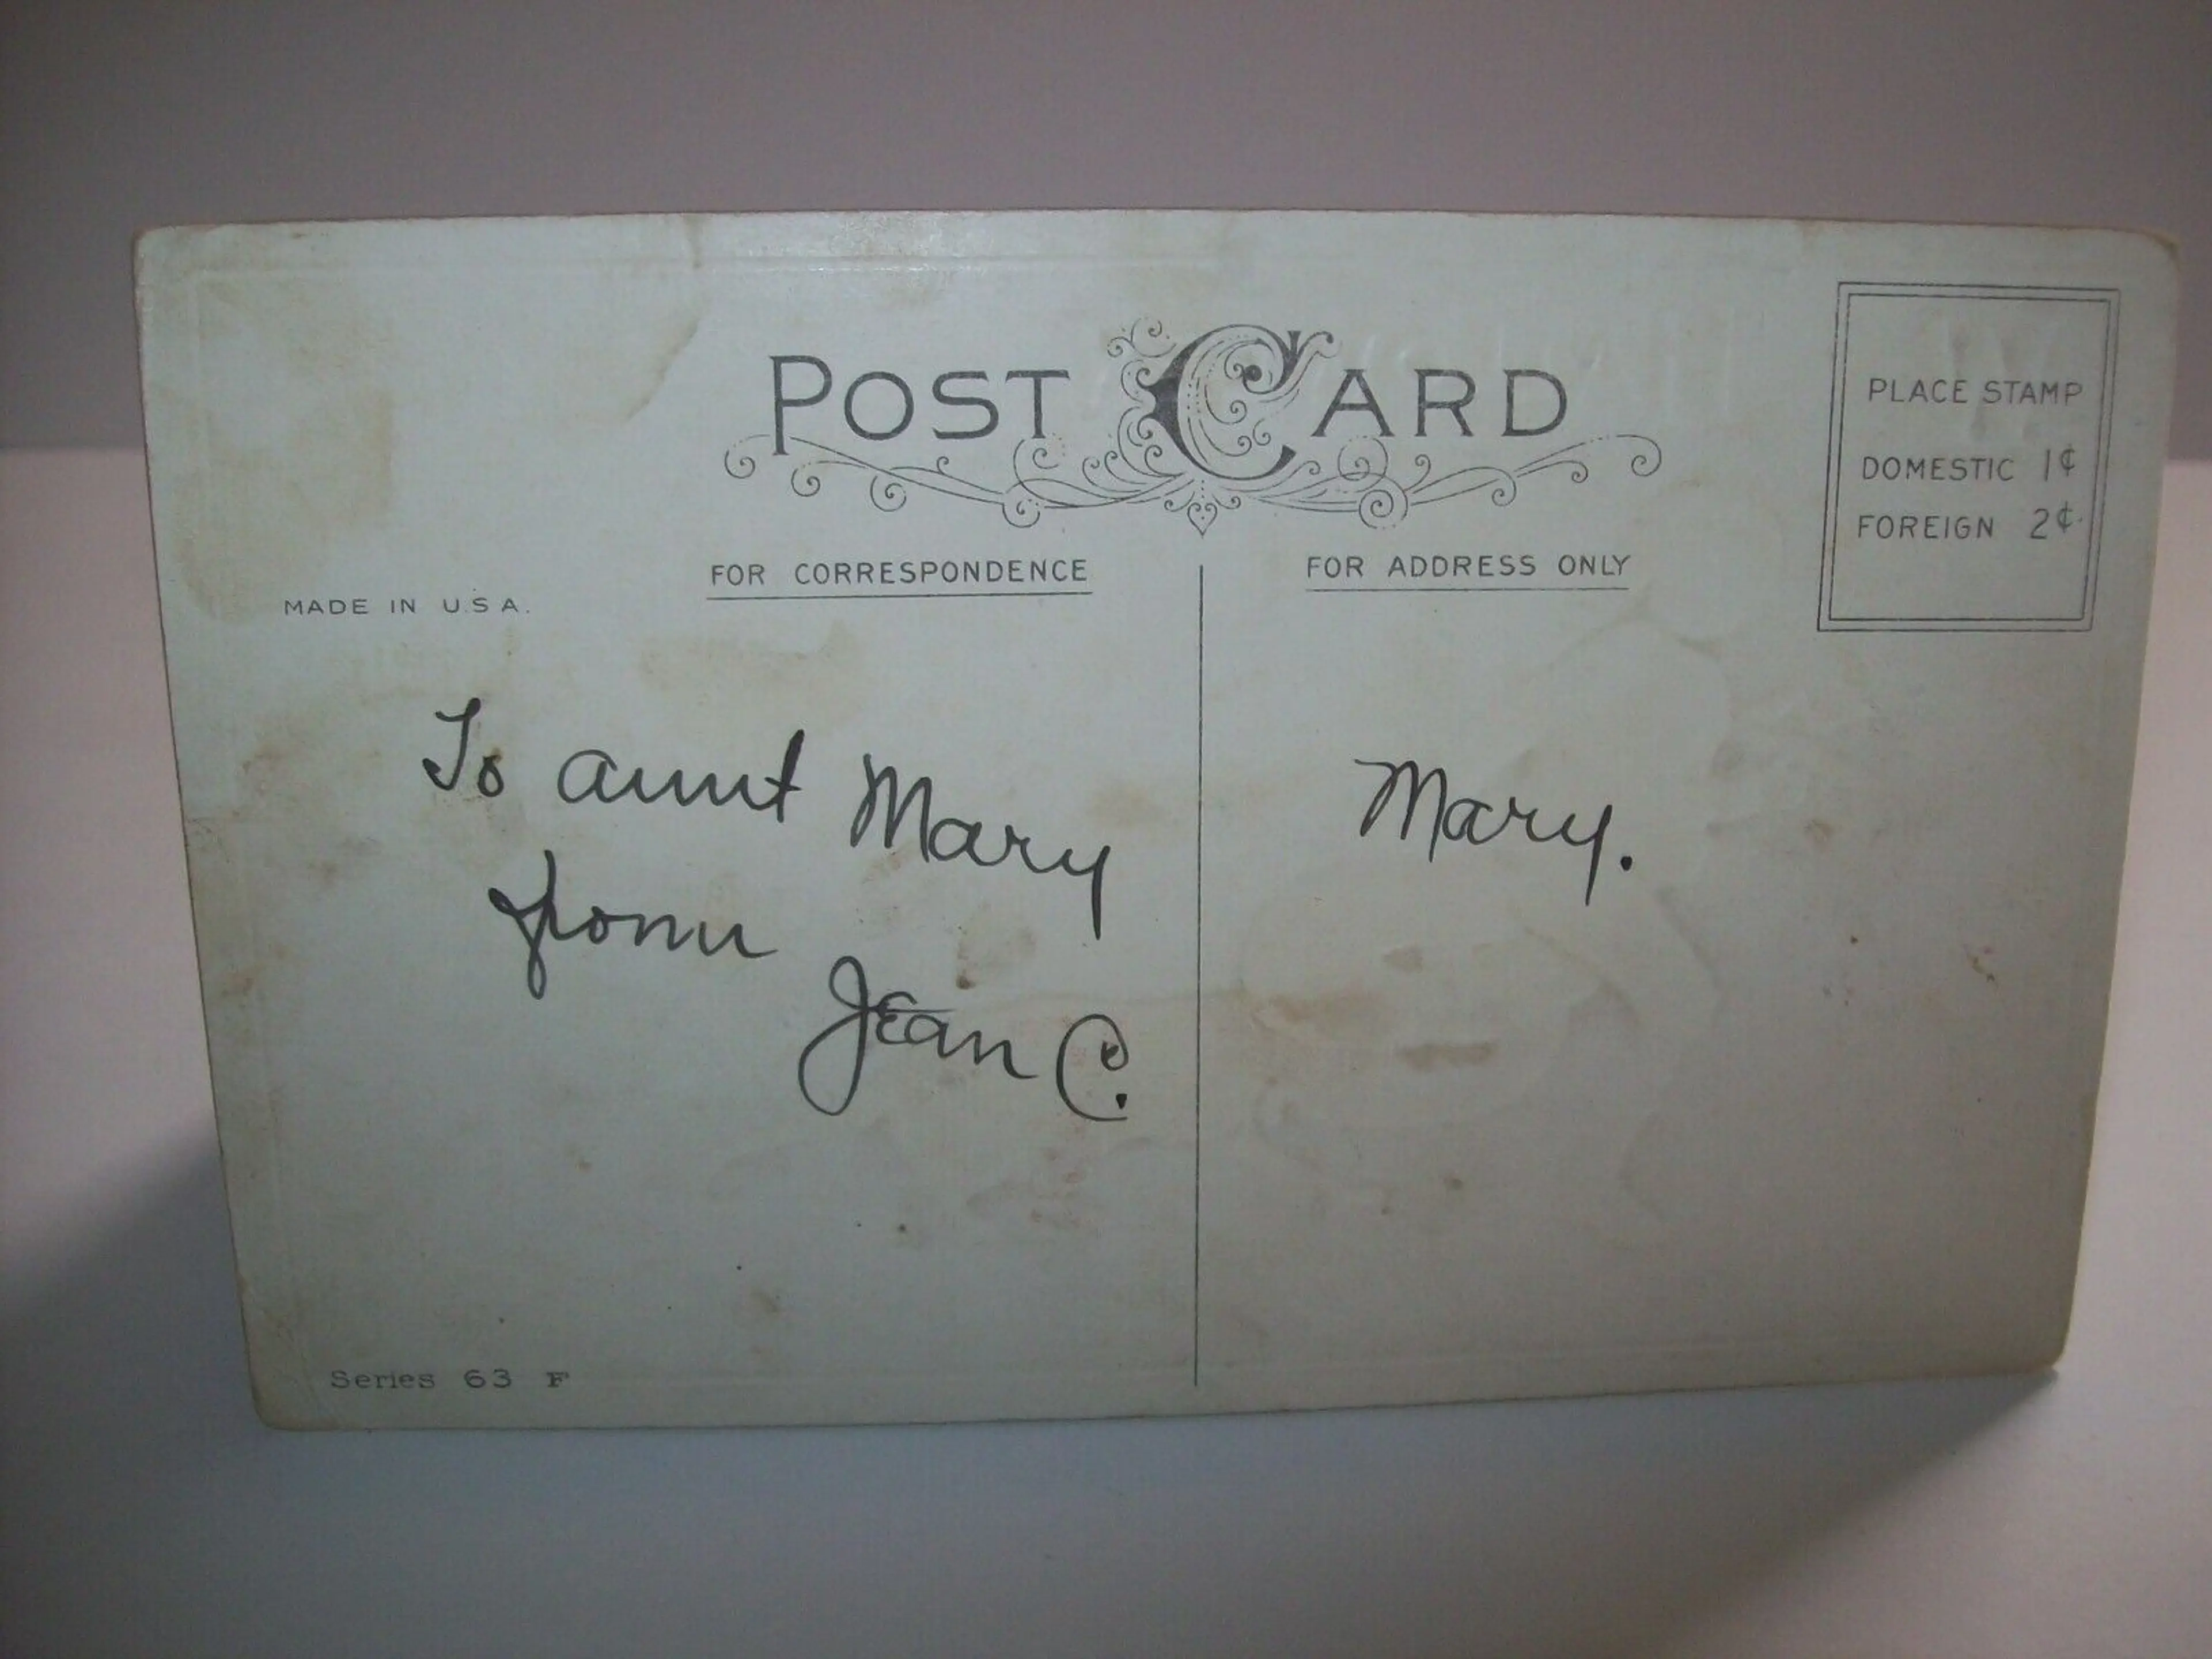 POST CARD
PLACE STAMP
DOMESTIC 1¢
FOREIGN 2¢
FOR CORRESPONDENCE
FOR ADDRESS ONLY
MADE IN U.S.A.
To aunt Mary
from
Jean C.
Mary.
Series 63 F